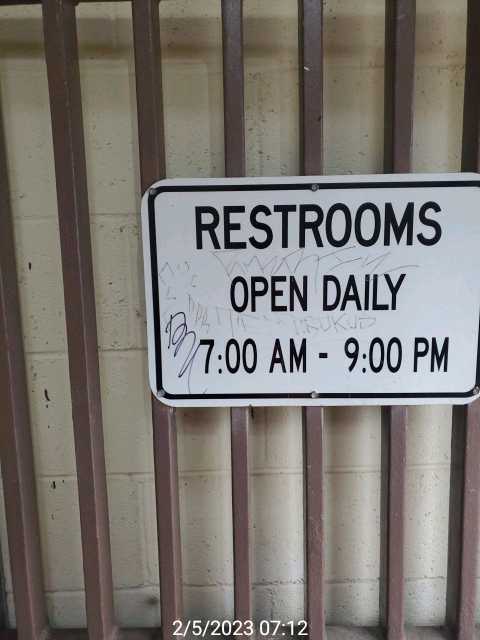 RESTROOMS
OPEN DAILY
7:00 AM - 9:00 PM
2/5/2023 07:12